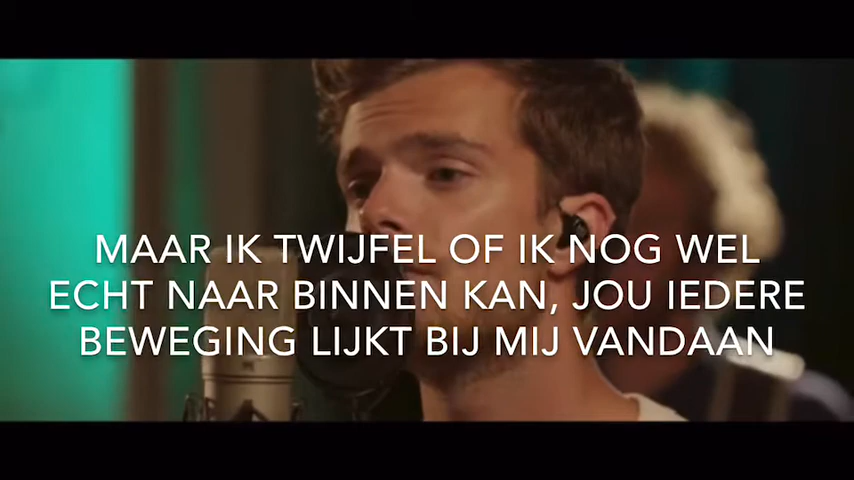 MAAR IK TWIJFEL OF IK NOG WEL
ECHT NAAR BINNEN KAN, JOU IEDERE
BEWEGING LIJKT BIJ MIJ VANDAAN